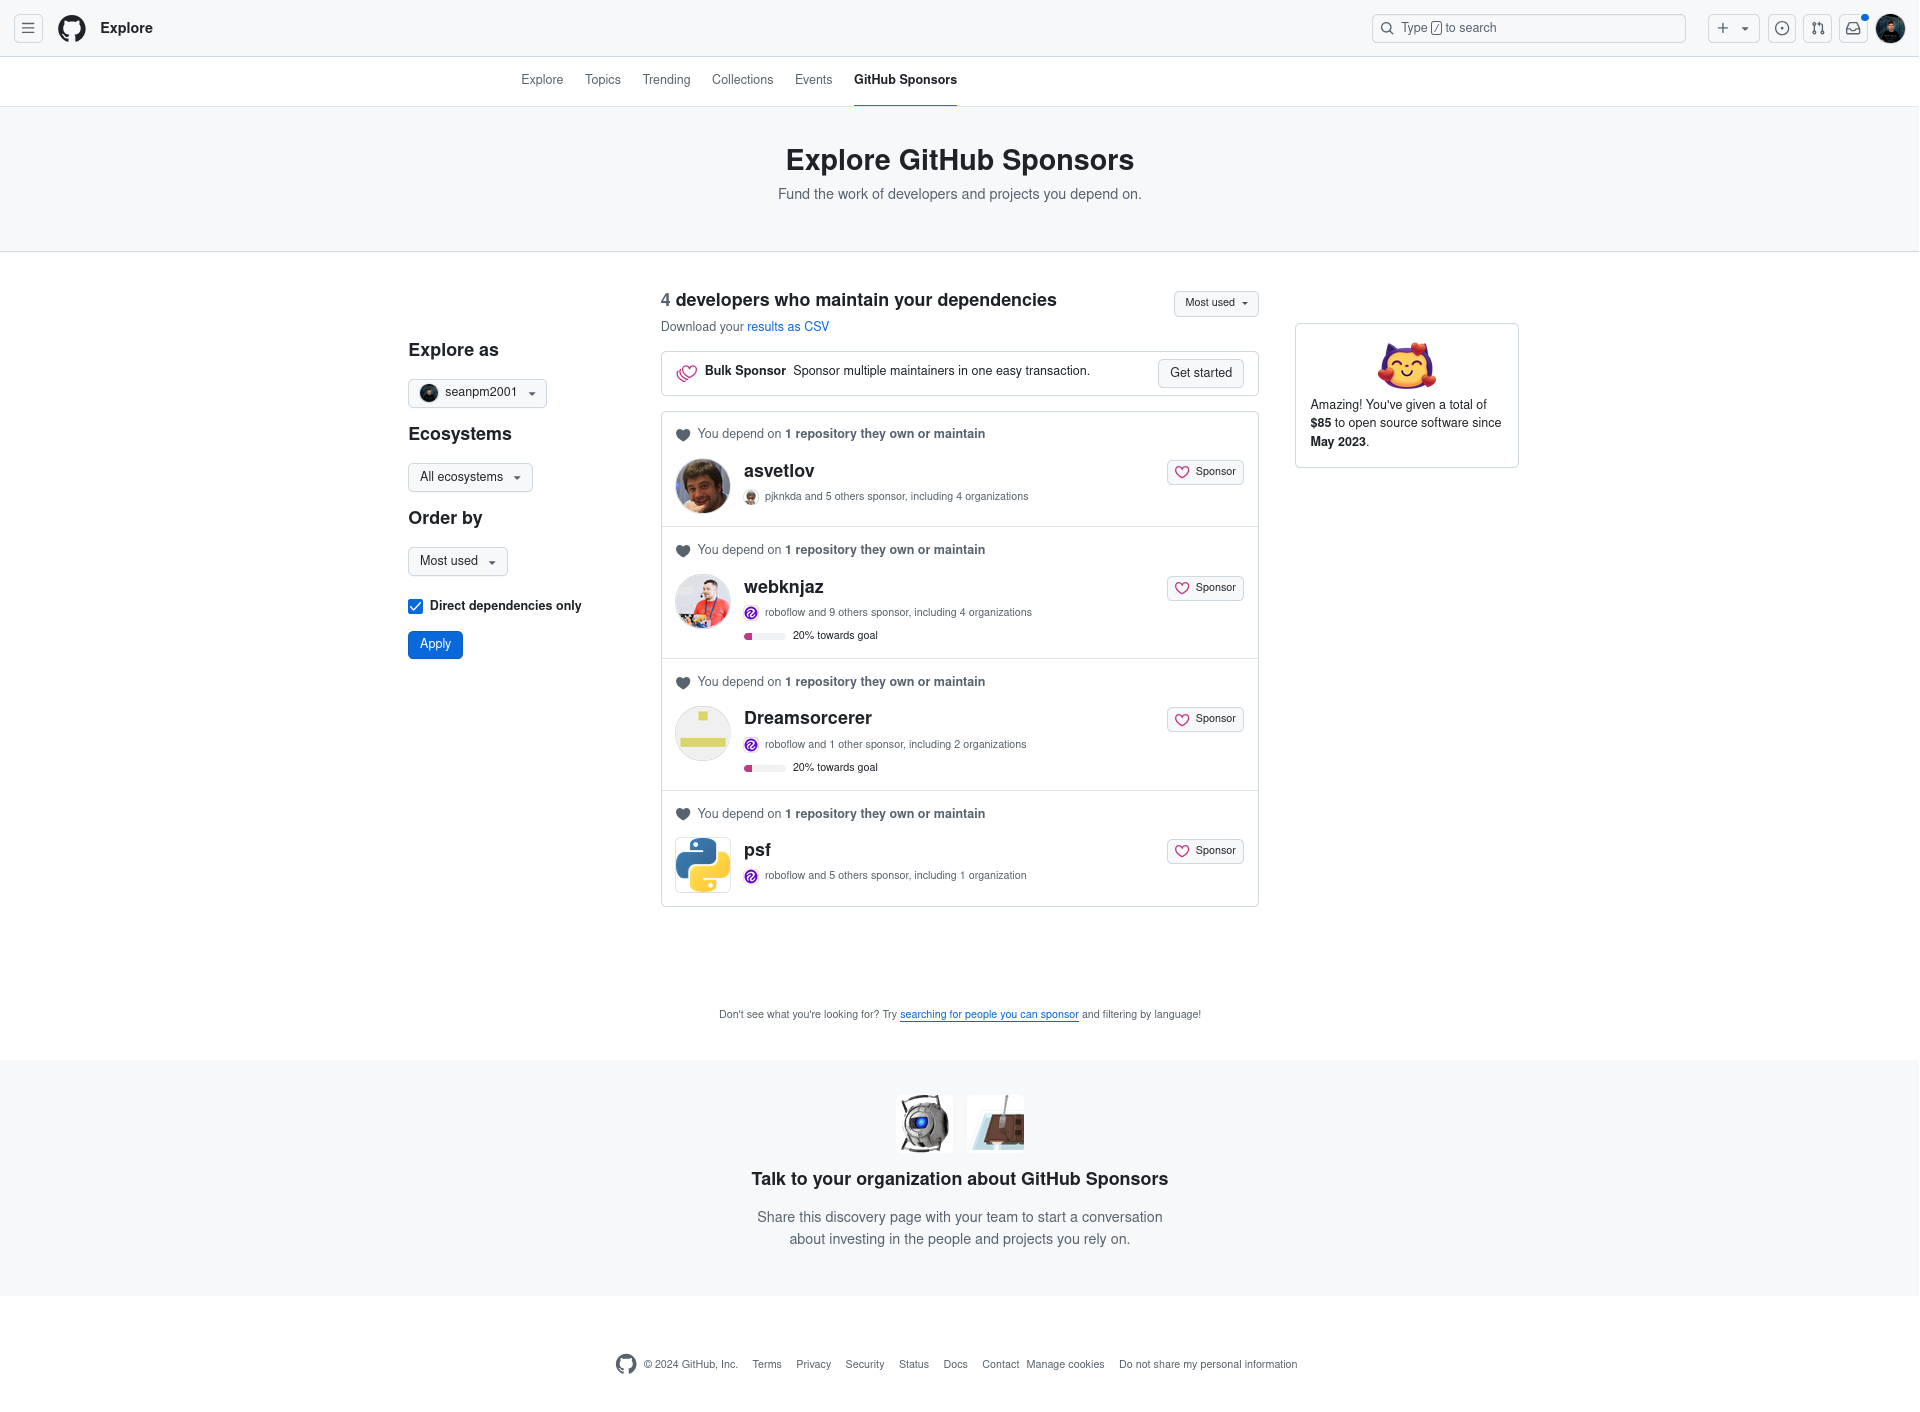 Explore
Type / to search
Explore Topics Trending Collections Events GitHub Sponsors
Explore GitHub Sponsors
Fund the work of developers and projects you depend on.
Explore as
seanpm2001
Ecosystems
All ecosystems
Order by
Most used
Direct dependencies only
Apply
4 developers who maintain your dependencies
Most used
Download your results as CSV
Bulk Sponsor Sponsor multiple maintainers in one easy transaction.
Get started
You depend on 1 repository they own or maintain
asvetlov
Sponsor
pjknkda and 5 others sponsor, including 4 organizations
You depend on 1 repository they own or maintain
webknjaz
Sponsor
roboflow and 9 others sponsor, including 4 organizations
20% towards goal
You depend on 1 repository they own or maintain
Dreamsorcerer
Sponsor
roboflow and 1 other sponsor, including 2 organizations
20% towards goal
You depend on 1 repository they own or maintain
psf
Sponsor
roboflow and 5 others sponsor, including 1 organization
Amazing! You've given a total of
$85 to open source software since
May 2023.
Don't see what you're looking for? Try searching for people you can sponsor and filtering by language!
Talk to your organization about GitHub Sponsors
Share this discovery page with your team to start a conversation
about investing in the people and projects you rely on.
© 2024 GitHub, Inc. Terms Privacy Security Status Docs Contact Manage cookies Do not share my personal information